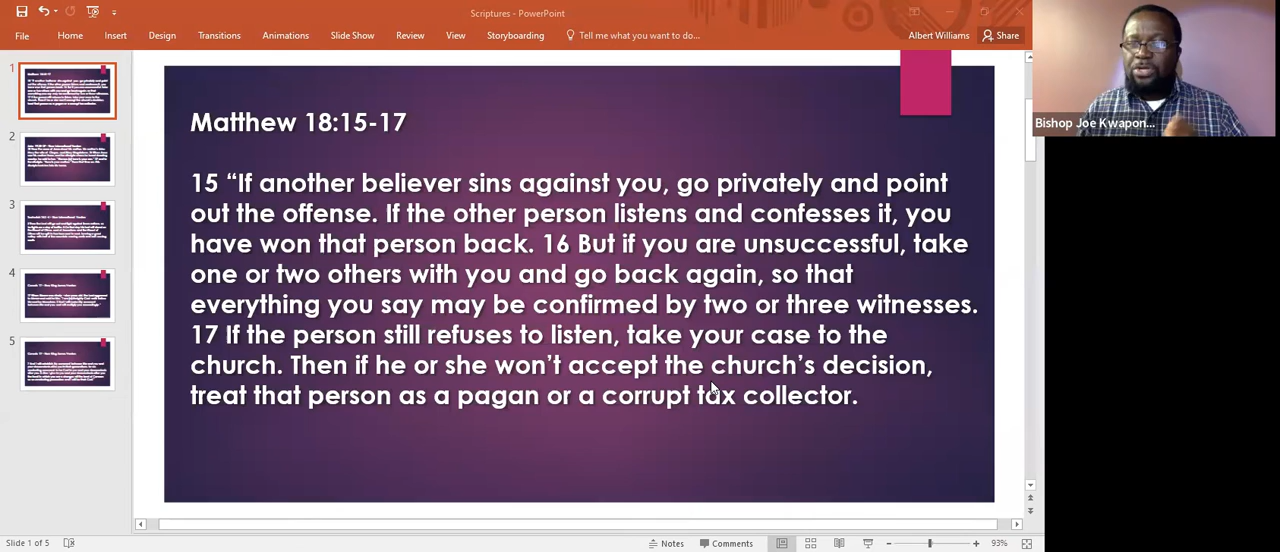 Scriptures - PowerPoint
File Home Insert Design Transitions Animations Slide Show Review View Storyboarding Tell me what you want to do... Albert Williams Share
1
2
3
4
5
Matthew 18:15-17
15 “If another believer sins against you, go privately and point
out the offense. If the other person listens and confesses it, you
have won that person back. 16 But if you are unsuccessful, take
one or two others with you and go back again, so that
everything you say may be confirmed by two or three witnesses.
17 If the person still refuses to listen, take your case to the
church. Then if he or she won’t accept the church’s decision,
treat that person as a pagan or a corrupt tax collector.
Bishop Joe Kwapon...
Slide 1 of 5 Notes Comments 93%